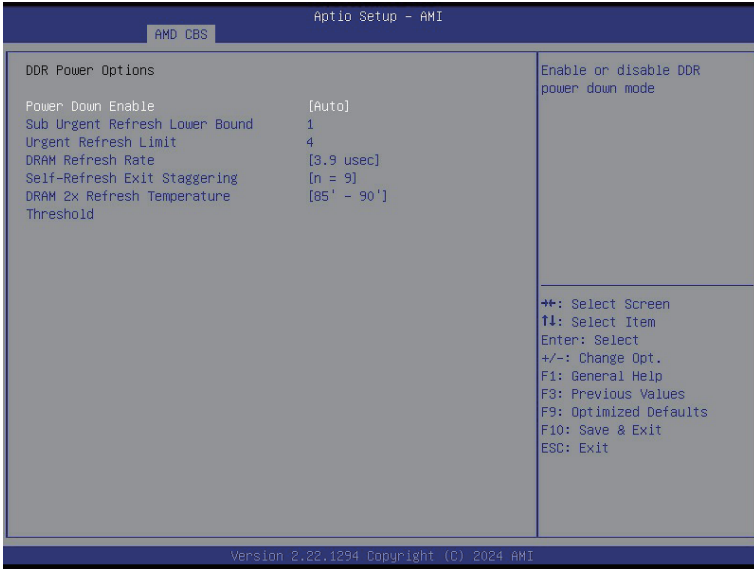 Aptio Setup - AMI
AMD CBS
DDR Power Options
Power Down Enable [Auto]
Sub Urgent Refresh Lower Bound 1
Urgent Refresh Limit 4
DRAM Refresh Rate [3.9 usec]
Self-Refresh Exit Staggering [n = 9]
DRAM 2x Refresh Temperature [85' - 90']
Threshold
Enable or disable DDR
power down mode
→←: Select Screen
↑↓: Select Item
Enter: Select
+/-: Change Opt.
F1: General Help
F3: Previous Values
F9: Optimized Defaults
F10: Save & Exit
ESC: Exit
Version 2.22.1294 Copyright (C) 2024 AMI